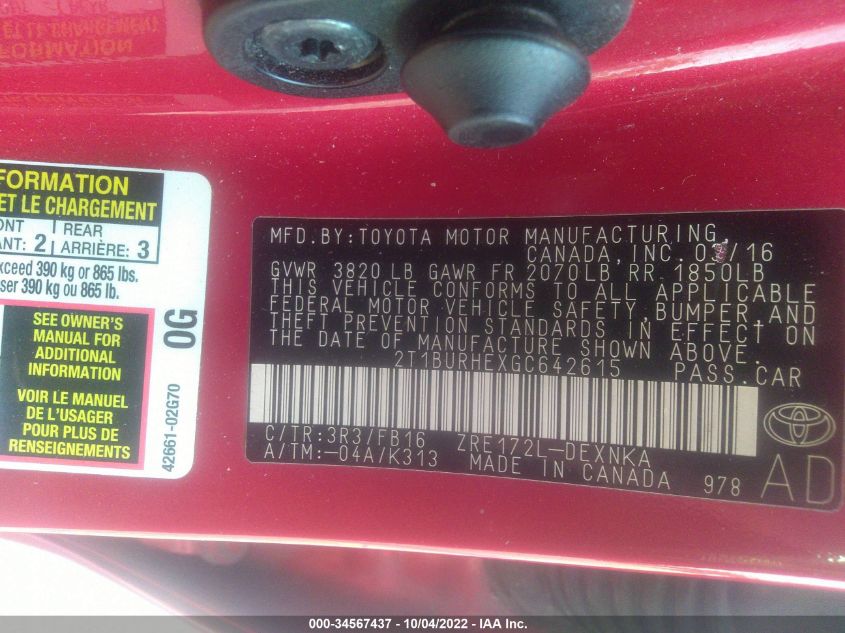 FORMATION
ET LE CHARGEMENT
REAR
ANT: 2 ARRIÈRE: 3
exceed 390 kg or 865 lbs.
ser 390 kg ou 865 lb.
SEE OWNER'S
MANUAL FOR
ADDITIONAL
INFORMATION
VOIR LE MANUEL
DE L'USAGER
POUR PLUS DE
RENSEIGNEMENTS
0G
42661-02G70
MFD.BY:TOYOTA MOTOR MANUFACTURING,
CANADA, INC. /16
GVWR 3820 LB GAWR FR 2070LB RR 1850LB
THIS VEHICLE CONFORMS TO ALL APPLICABLE
FEDERAL MOTOR VEHICLE SAFETY,BUMPER,AND
THEFT PREVENTION STANDARDS IN EFFECT ON
THE DATE OF MANUFACTURE SHOWN ABOVE.
2T1BURHEXGC642615 PASS.CAR
C/TR:3R3/FB16 ZRE172L-DEXNKA
A/TM:-04A/K313 MADE IN CANADA 978
AD
000-34567437 - 10/04/2022 - IAA Inc.